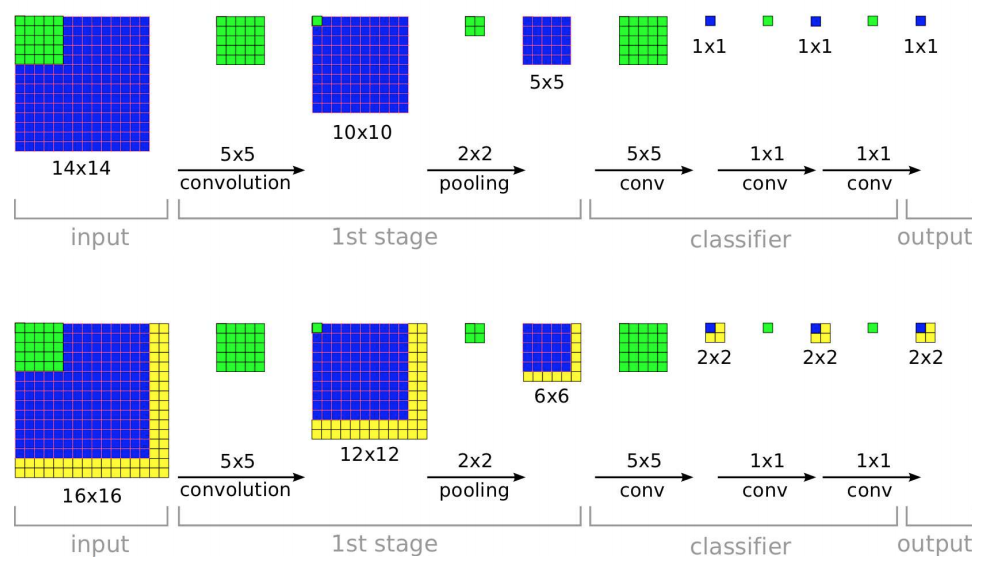 1x1 1x1 1x1
5x5
10x10
14x14
5x5 2x2 5x5 1x1 1x1
convolution pooling conv conv conv
input 1st stage classifier output
2x2 2x2 2x2
6x6
12x12
16x16
5x5 2x2 5x5 1x1 1x1
convolution pooling conv conv conv
input 1st stage classifier output